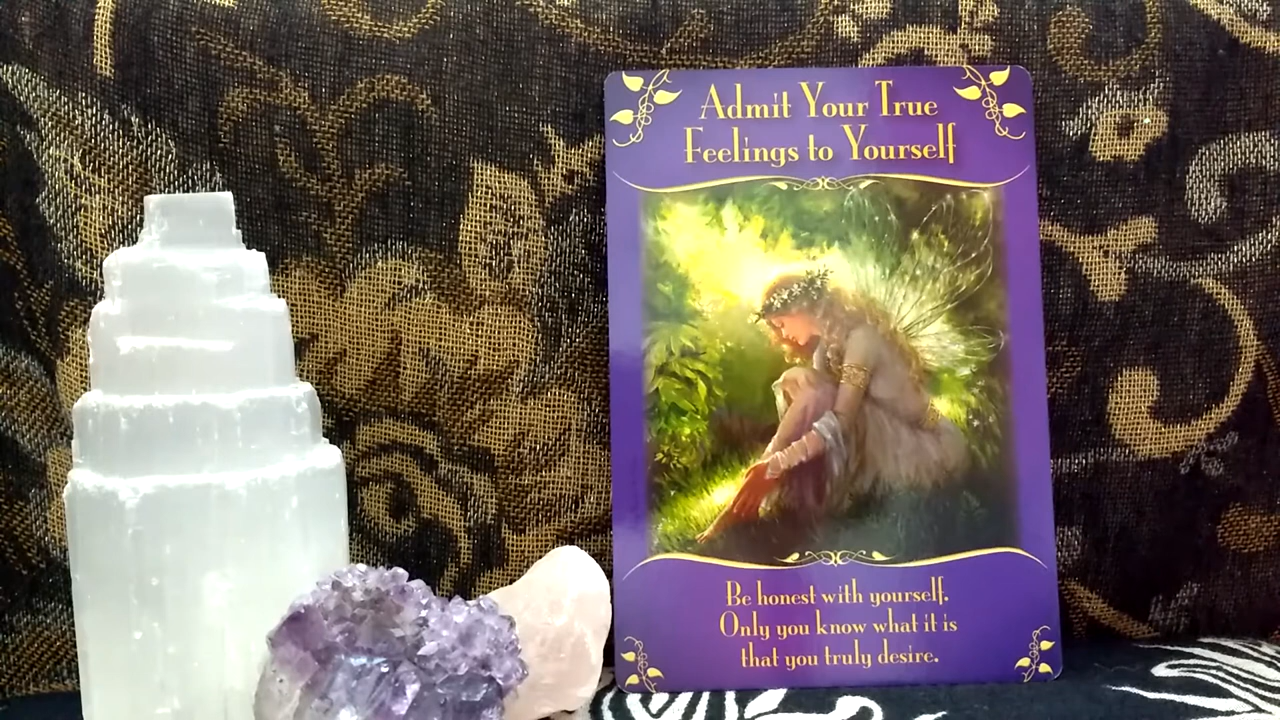 Admit Your True
Feelings to Yourself
Be honest with yourself.
Only you know what it is
that you truly desire.